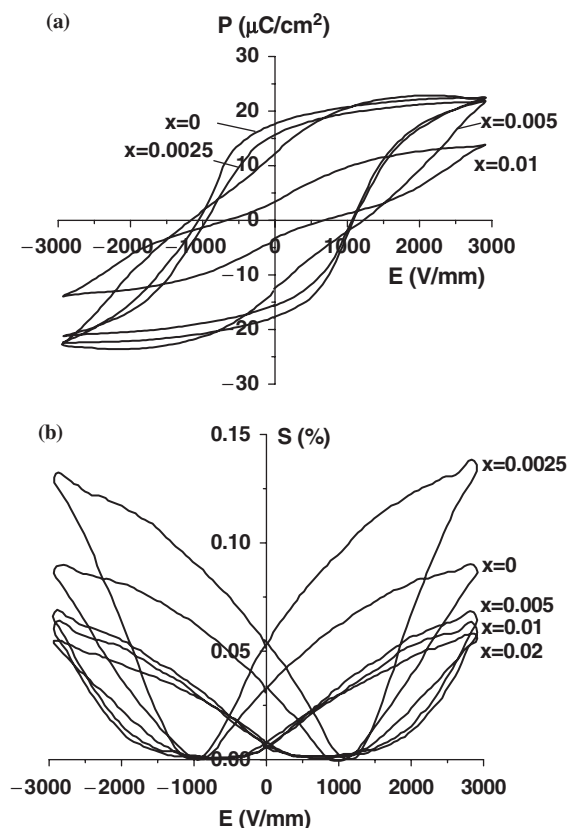 (a)
P (μC/cm²)
30
20
x=0
x=0.005
x=0.0025
10
x=0.01
0
−3000 −2000 −1000 0 1000 2000 3000
−10
E (V/mm)
−20
−30
(b)
0.15
S (%)
x=0.0025
0.10
x=0
x=0.005
0.05
x=0.01
x=0.02
0.00
−3000 −2000 −1000 0 1000 2000 3000
E (V/mm)